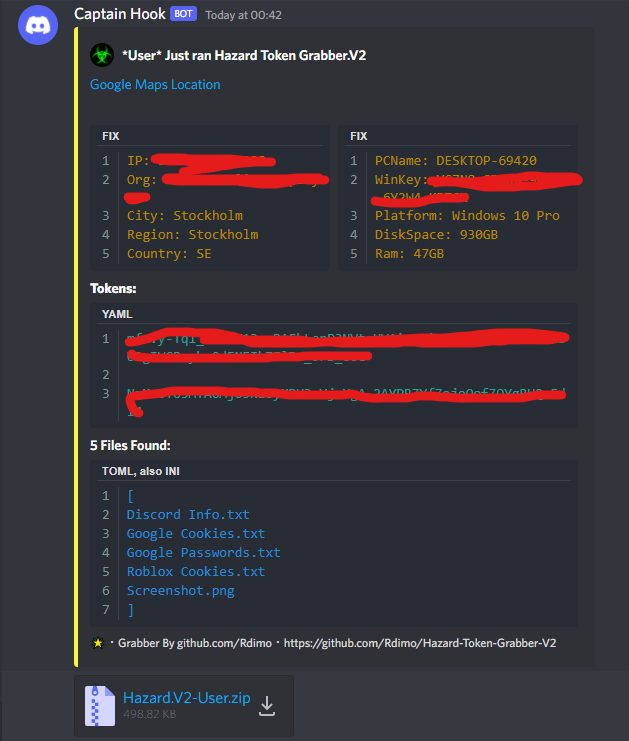 Captain Hook BOT Today at 00:42
*User* Just ran Hazard Token Grabber.V2
Google Maps Location
FIX
1 IP:
2 Org:
3 City: Stockholm
4 Region: Stockholm
5 Country: SE
FIX
1 PCName: DESKTOP-69420
2 WinKey:
3 Platform: Windows 10 Pro
4 DiskSpace: 930GB
5 Ram: 47GB
Tokens:
YAML
1
2
3
5 Files Found:
TOML, also INI
1 [
2 Discord Info.txt
3 Google Cookies.txt
4 Google Passwords.txt
5 Roblox Cookies.txt
6 Screenshot.png
7 ]
· Grabber By github.com/Rdimo · https://github.com/Rdimo/Hazard-Token-Grabber-V2
Hazard.V2-User.zip
498.82 KB